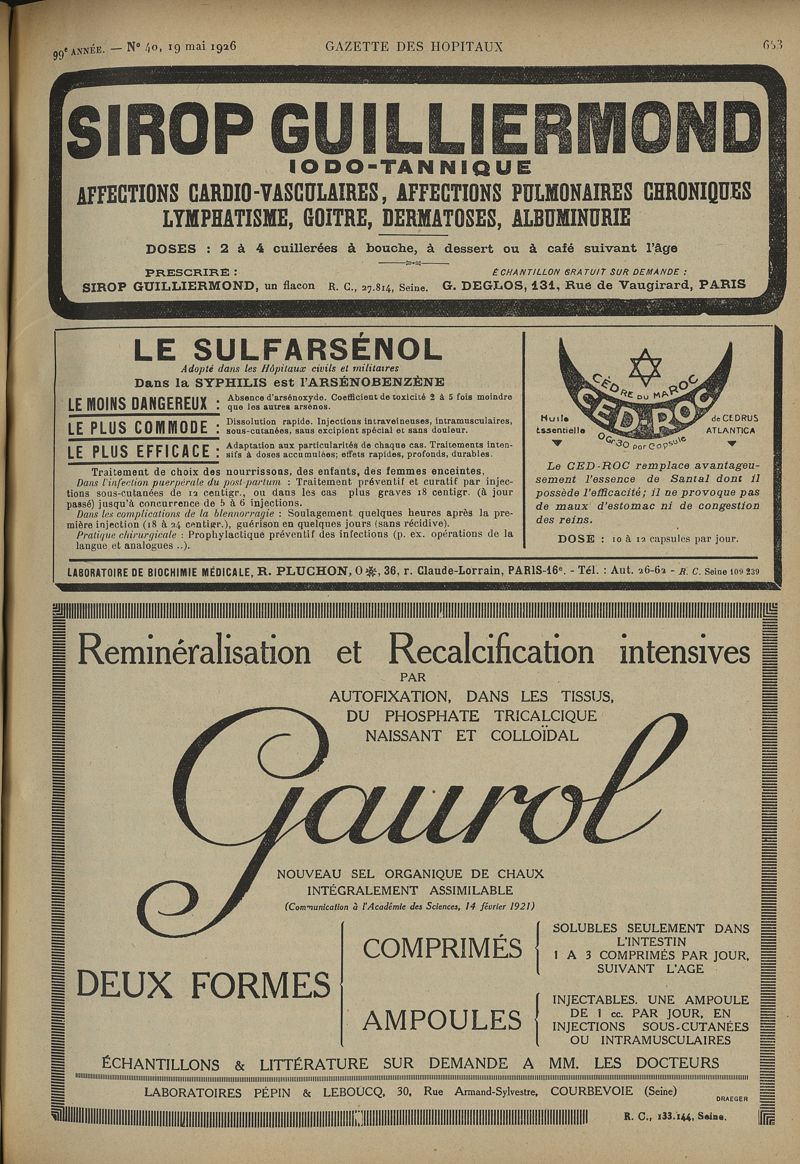 99e ANNÉE. — N° 40, 19 mai 1926
GAZETTE DES HOPITAUX
653
SIROP GUILLIERMOND
IODO-TANNIQUE
AFFECTIONS CARDIO-VASCULAIRES, AFFECTIONS PULMONAIRES CHRONIQUES
LYMPHATISME, GOITRE, DERMATOSES, ALBUMINURIE
DOSES : 2 à 4 cuillerées à bouche, à dessert ou à café suivant l'âge
PRESCRIRE :
SIROP GUILLIERMOND, un flacon
R. C., 27.814, Seine.
ÉCHANTILLON GRATUIT SUR DEMANDE :
G. DEGLOS, 131, Rue de Vaugirard, PARIS
LE SULFARSÉNOL
Adopté dans les Hôpitaux civils et militaires
Dans la SYPHILIS est l'ARSÉNOBENZÈNE
LE MOINS DANGEREUX : Absence d'arsénoxyde. Coefficient de toxicité 2 à 5 fois moindre
que les autres arsénos.
LE PLUS COMMODE : Dissolution rapide. Injections intraveineuses, intramusculaires,
sous-cutanées, sans excipient spécial et sans douleur.
LE PLUS EFFICACE : Adaptation aux particularités de chaque cas. Traitements inten-
sifs à doses accumulées; effets rapides, profonds, durables.
Traitement de choix des nourrissons, des enfants, des femmes enceintes.
Dans l'infection puerpérale du post-partum : Traitement préventif et curatif par injec-
tions sous-cutanées de 12 centigr., ou dans les cas plus graves 18 centigr. (à jour
passé) jusqu'à concurrence de 5 à 6 injections.
Dans les complications de la blennorragie : Soulagement quelques heures après la pre-
mière injection (18 à 24 centigr.), guérison en quelques jours (sans récidive).
Pratique chirurgicale : Prophylactique préventif des infections (p. ex. opérations de la
langue et analogues ..).
CÈDRE DU MAROC
CED-ROC
Huile
Essentielle
de CEDRUS
ATLANTICA
0Gr30 par Capsule
Le CED-ROC remplace avantageu-
sement l'essence de Santal dont il
possède l'efficacité; il ne provoque pas
de maux d'estomac ni de congestion
des reins.
DOSE : 10 à 12 capsules par jour.
LABORATOIRE DE BIOCHIMIE MÉDICALE, R. PLUCHON, O ✻, 36, r. Claude-Lorrain, PARIS-16e. - Tél. : Aut. 26-62 - R. C. Seine 109 239
Reminéralisation et Recalcification intensives
PAR
AUTOFIXATION, DANS LES TISSUS,
DU PHOSPHATE TRICALCIQUE
NAISSANT ET COLLOÏDAL
Gaurol
NOUVEAU SEL ORGANIQUE DE CHAUX
INTÉGRALEMENT ASSIMILABLE
(Communication à l'Académie des Sciences, 14 février 1921)
DEUX FORMES
COMPRIMÉS
SOLUBLES SEULEMENT DANS
L'INTESTIN
1 A 3 COMPRIMÉS PAR JOUR,
SUIVANT L'AGE
AMPOULES
INJECTABLES. UNE AMPOULE
DE 1 cc. PAR JOUR, EN
INJECTIONS SOUS-CUTANÉES
OU INTRAMUSCULAIRES
ÉCHANTILLONS & LITTÉRATURE SUR DEMANDE A MM. LES DOCTEURS
LABORATOIRES PÉPIN & LEBOUCQ, 30, Rue Armand-Sylvestre, COURBEVOIE (Seine)
DRAEGER
R. C., 133.144, Seine.